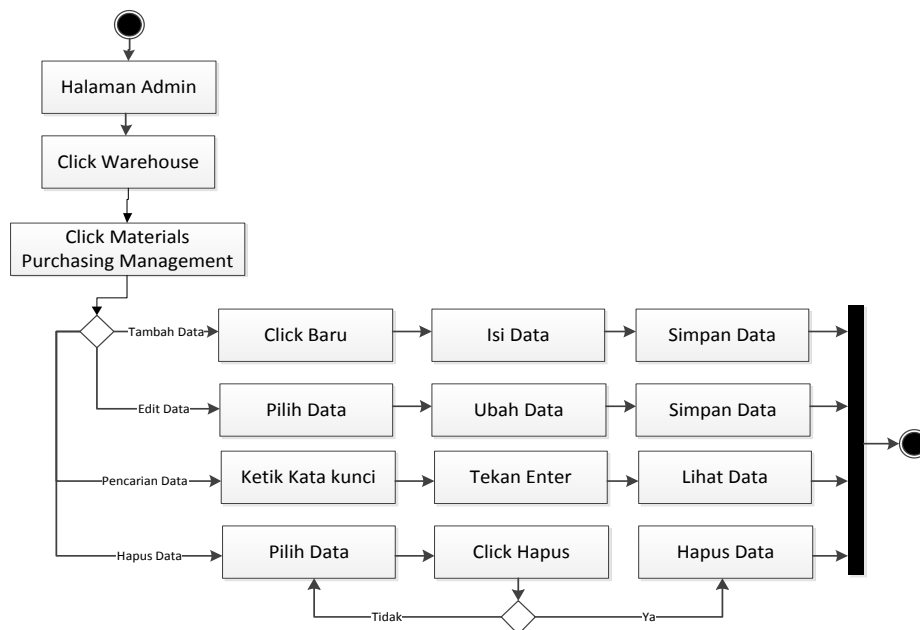 Halaman Admin
Click Warehouse
Click Materials
Purchasing Management
Tambah Data
Click Baru
Isi Data
Simpan Data
Edit Data
Pilih Data
Ubah Data
Simpan Data
Pencarian Data
Ketik Kata kunci
Tekan Enter
Lihat Data
Hapus Data
Pilih Data
Click Hapus
Hapus Data
Tidak
Ya